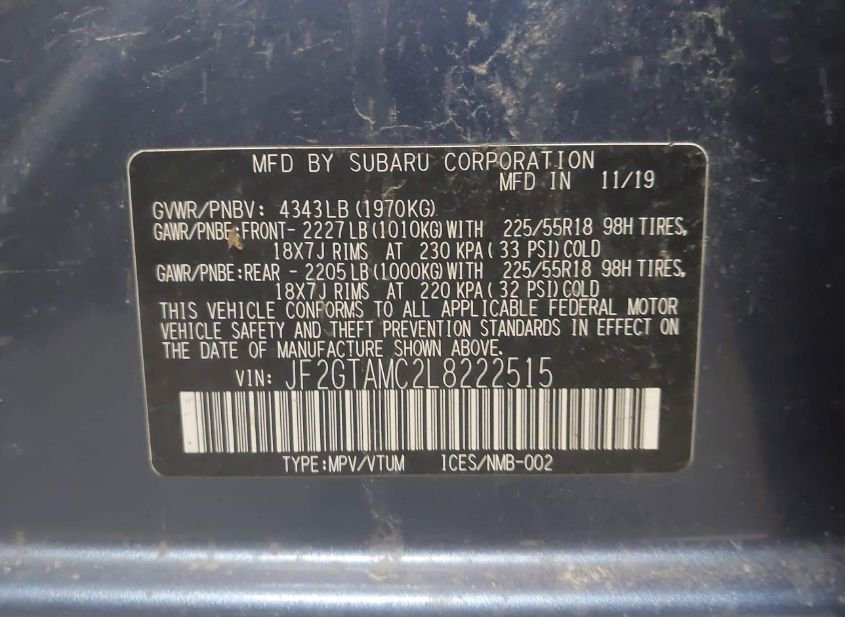 MFD BY SUBARU CORPORATION
MFD IN 11/19
GVWR/PNBV: 4343LB (1970KG)
GAWR/PNBE:FRONT- 2227 LB (1010KG) WITH 225/55R18 98H TIRES,
18X7J RIMS AT 230 KPA ( 33 PSI) COLD
GAWR/PNBE:REAR - 2205 LB (1000KG) WITH 225/55R18 98H TIRES,
18X7J RIMS AT 220 KPA ( 32 PSI) COLD
THIS VEHICLE CONFORMS TO ALL APPLICABLE FEDERAL MOTOR
VEHICLE SAFETY AND THEFT PREVENTION STANDARDS IN EFFECT ON
THE DATE OF MANUFACTURE SHOWN ABOVE.
VIN: JF2GTAMC2L8222515
TYPE:MPV/VTUM ICES/NMB-002